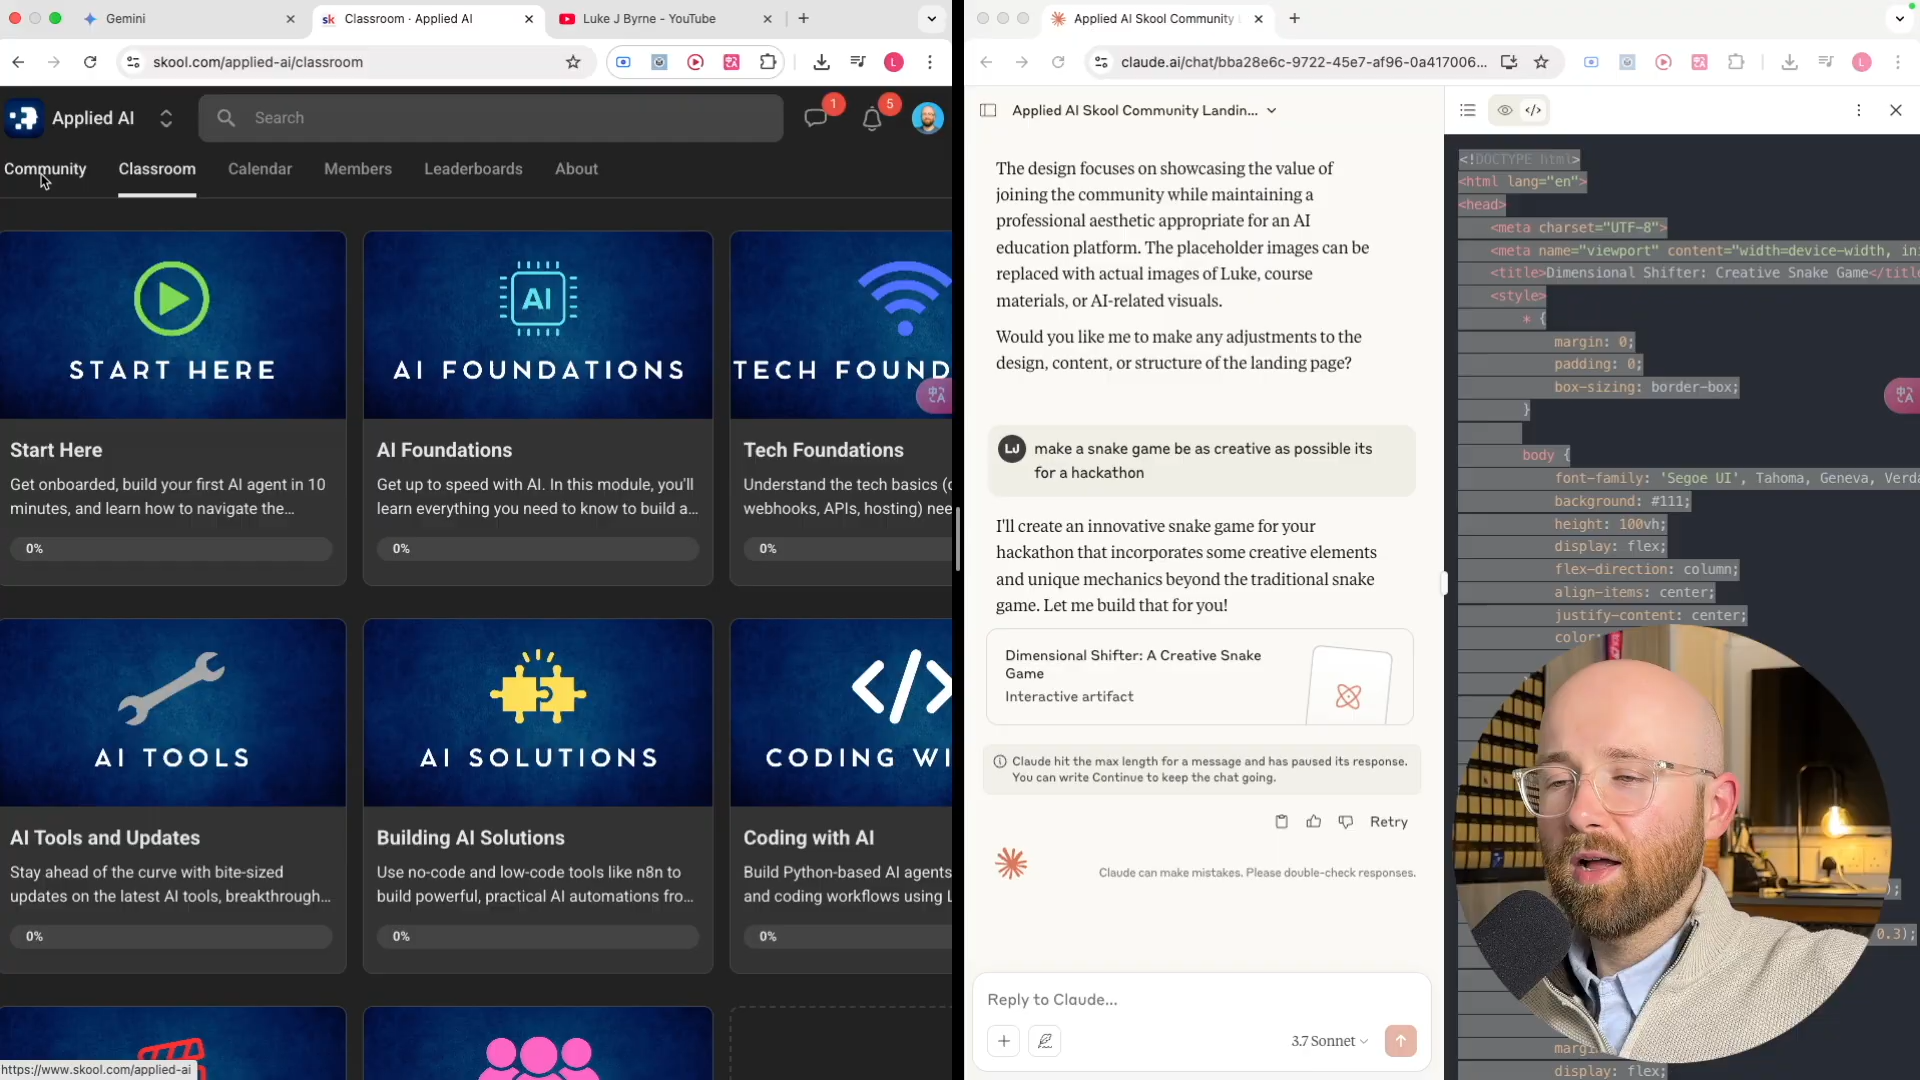 Gemini
Classroom · Applied AI
Luke J Byrne - YouTube
skool.com/applied-ai/classroom
L
Applied AI
Search
1
5
Community
Classroom
Calendar
Members
Leaderboards
About
START HERE
AI
AI FOUNDATIONS
TECH FOUND
Start Here
Get onboarded, build your first AI agent in 10
minutes, and learn how to navigate the...
0%
AI Foundations
Get up to speed with AI. In this module, you'll
learn everything you need to know to build a...
0%
Tech Foundations
Understand the tech basics (
webhooks, APIs, hosting) nee
0%
AI TOOLS
AI SOLUTIONS
CODING WI
AI Tools and Updates
Stay ahead of the curve with bite-sized
updates on the latest AI tools, breakthrough...
0%
Building AI Solutions
Use no-code and low-code tools like n8n to
build powerful, practical AI automations fro...
0%
Coding with AI
Build Python-based AI agents
and coding workflows using L
0%
https://www.skool.com/applied-ai
Applied AI Skool Community
claude.ai/chat/bba28e6c-9722-45e7-af96-0a417006...
L
Applied AI Skool Community Landin...
The design focuses on showcasing the value of
joining the community while maintaining a
professional aesthetic appropriate for an AI
education platform. The placeholder images can be
replaced with actual images of Luke, course
materials, or AI-related visuals.
Would you like me to make any adjustments to the
design, content, or structure of the landing page?
LJ
make a snake game be as creative as possible its
for a hackathon
I'll create an innovative snake game for your
hackathon that incorporates some creative elements
and unique mechanics beyond the traditional snake
game. Let me build that for you!
Dimensional Shifter: A Creative Snake
Game
Interactive artifact
Claude hit the max length for a message and has paused its response.
You can write Continue to keep the chat going.
Retry
Claude can make mistakes. Please double-check responses.
Reply to Claude...
3.7 Sonnet
<!DOCTYPE html>
<html lang="en">
<head>
<meta charset="UTF-8">
<meta name="viewport" content="width=device-width, in
<title>Dimensional Shifter: Creative Snake Game</title
<style>
* {
margin: 0;
padding: 0;
box-sizing: border-box;
}
body {
font-family: 'Segoe UI', Tahoma, Geneva, Verda
background: #111;
height: 100vh;
display: flex;
flex-direction: column;
align-items: center;
justify-content: center;
color:
);
0.3);
margi
display: flex;